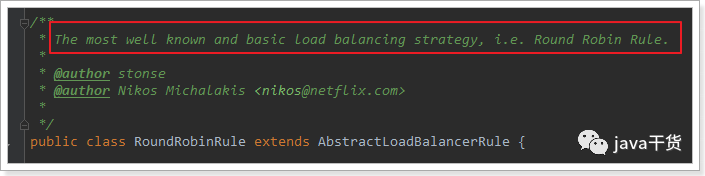 /**
* The most well known and basic load balancing strategy, i.e. Round Robin Rule.
*
* @author stonse
* @author Nikos Michalakis <nikos@netflix.com>
*
*/
public class RoundRobinRule extends AbstractLoadBalancerRule {
java干货